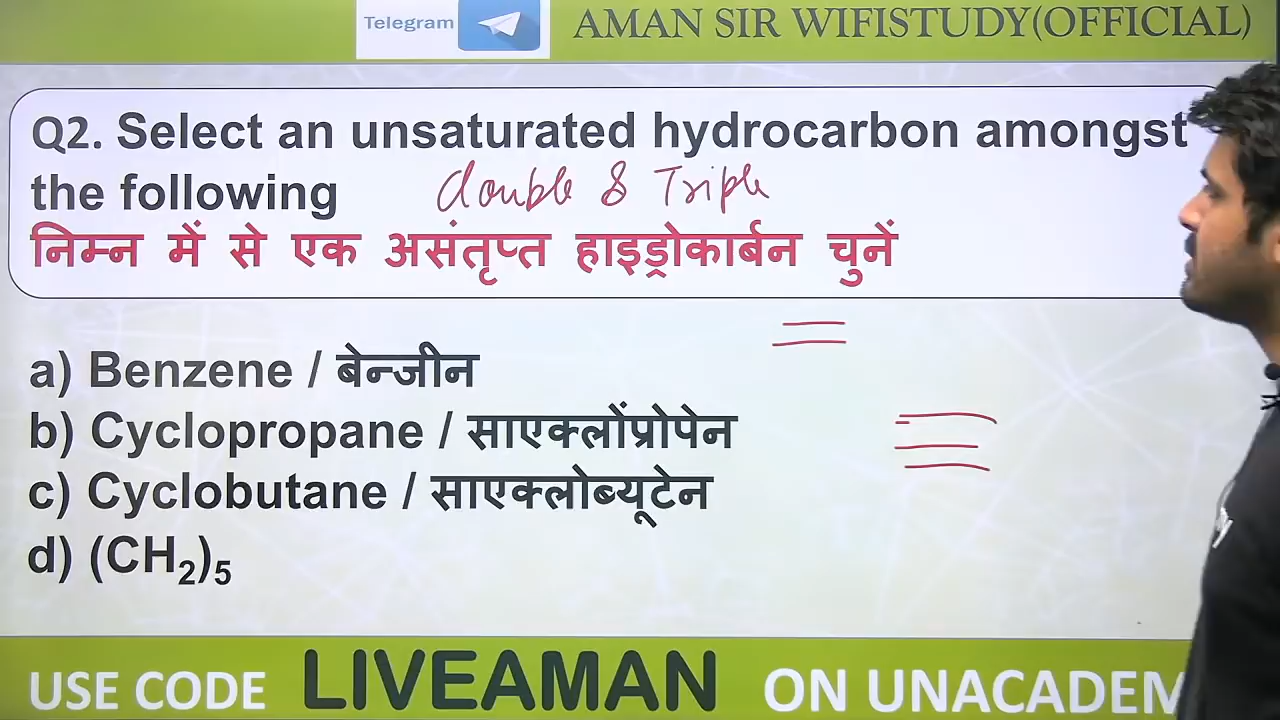 Telegram
AMAN SIR WIFISTUDY(OFFICIAL)
Q2. Select an unsaturated hydrocarbon amongst
the following
double & Triple
निम्न में से एक असंतृप्त हाइड्रोकार्बन चुनें
a) Benzene / बेन्जीन
b) Cyclopropane / साएक्लोंप्रोपेन
c) Cyclobutane / साएक्लोब्यूटेन
d) (CH₂)₅
USE CODE LIVEAMAN ON UNACADEM